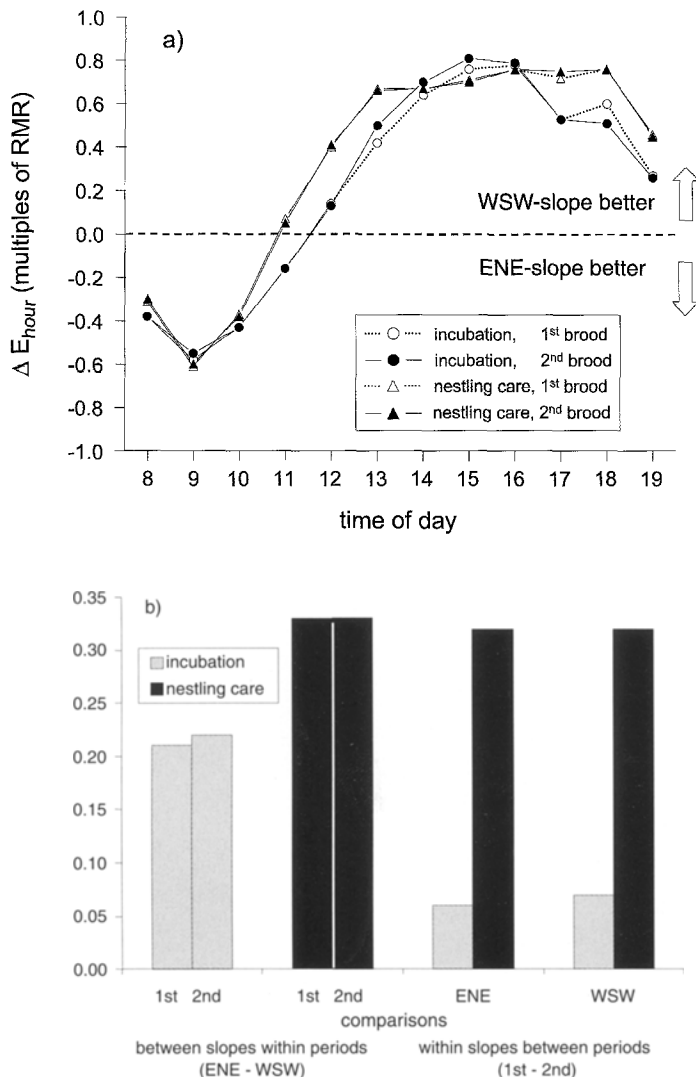 a)
1.0
0.8
0.6
0.4
0.2
0.0
-0.2
-0.4
-0.6
-0.8
-1.0
Δ E_hour (multiples of RMR)
WSW-slope better
ENE-slope better
incubation, 1st brood
incubation, 2nd brood
nestling care, 1st brood
nestling care, 2nd brood
8 9 10 11 12 13 14 15 16 17 18 19
time of day
b)
0.35
0.30
0.25
0.20
0.15
0.10
0.05
0.00
incubation
nestling care
1st 2nd 1st 2nd ENE WSW
comparisons
between slopes within periods
(ENE - WSW)
within slopes between periods
(1st - 2nd)